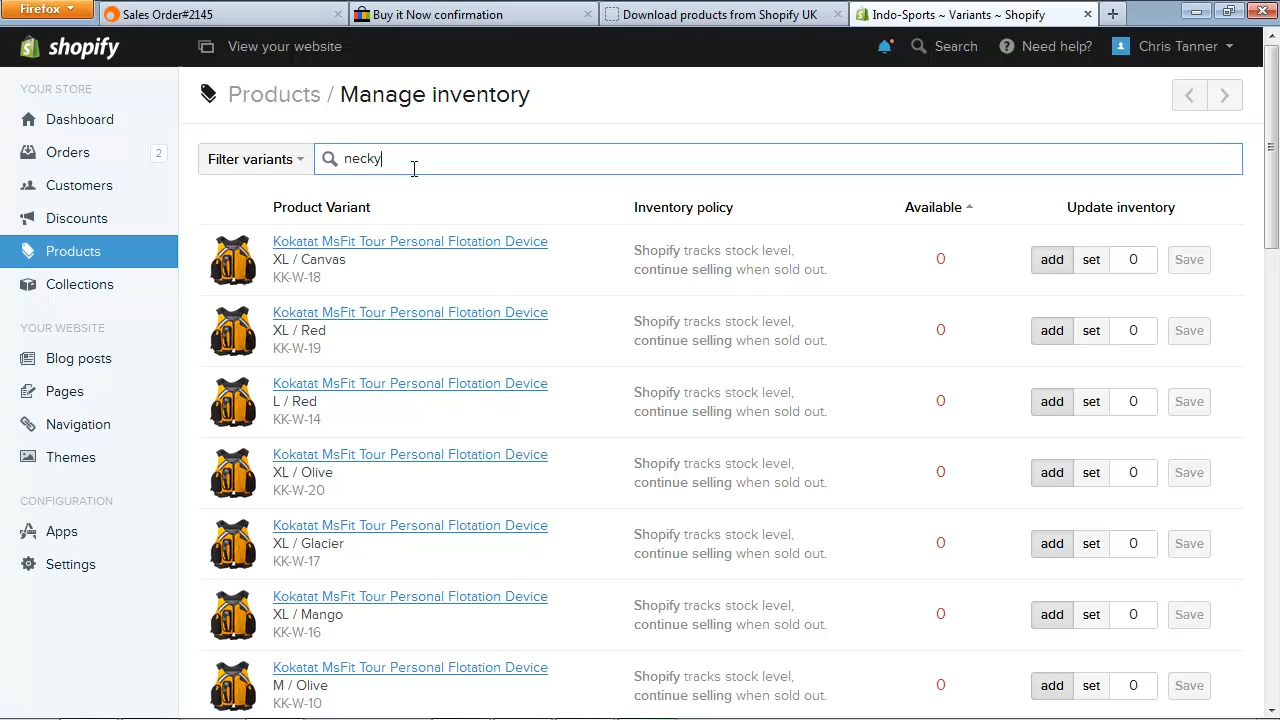 Firefox
Sales Order#2145
Buy it Now confirmation
Download products from Shopify UK
Indo-Sports ~ Variants ~ Shopify
shopify
View your website
Search
Need help?
Chris Tanner
YOUR STORE
Dashboard
Orders 2
Customers
Discounts
Products
Collections
YOUR WEBSITE
Blog posts
Pages
Navigation
Themes
CONFIGURATION
Apps
Settings
Products / Manage inventory
Filter variants
necky
Product Variant
Inventory policy
Available
Update inventory
Kokatat MsFit Tour Personal Flotation Device
XL / Canvas
KK-W-18
Shopify tracks stock level,
continue selling when sold out.
0
add set 0 Save
Kokatat MsFit Tour Personal Flotation Device
XL / Red
KK-W-19
Shopify tracks stock level,
continue selling when sold out.
0
add set 0 Save
Kokatat MsFit Tour Personal Flotation Device
L / Red
KK-W-14
Shopify tracks stock level,
continue selling when sold out.
0
add set 0 Save
Kokatat MsFit Tour Personal Flotation Device
XL / Olive
KK-W-20
Shopify tracks stock level,
continue selling when sold out.
0
add set 0 Save
Kokatat MsFit Tour Personal Flotation Device
XL / Glacier
KK-W-17
Shopify tracks stock level,
continue selling when sold out.
0
add set 0 Save
Kokatat MsFit Tour Personal Flotation Device
XL / Mango
KK-W-16
Shopify tracks stock level,
continue selling when sold out.
0
add set 0 Save
Kokatat MsFit Tour Personal Flotation Device
M / Olive
KK-W-10
Shopify tracks stock level,
continue selling when sold out.
0
add set 0 Save